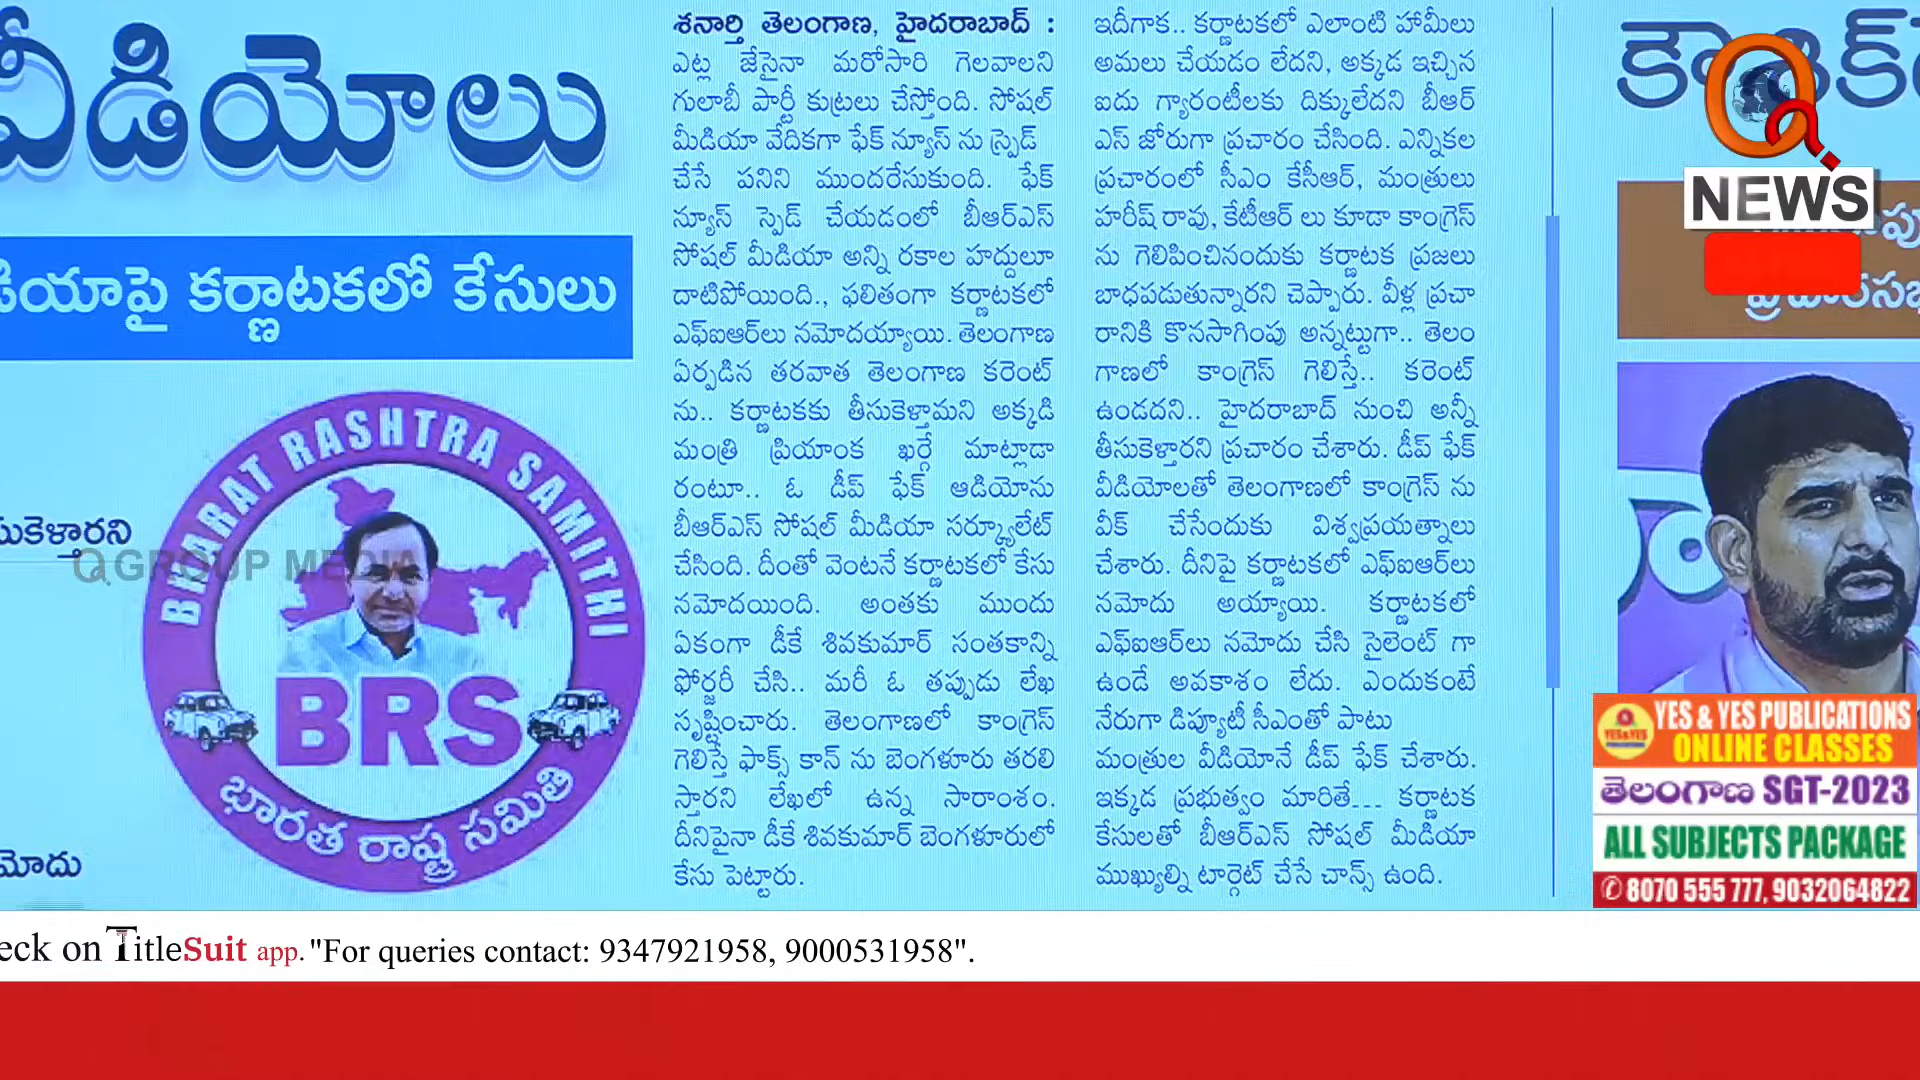 వీడియోలు
డియాపై కర్ణాటకలో కేసులు
సుకెళ్తారని
మోదు
BHARAT RASHTRA SAMITHI
BRS
భారత రాష్ట్ర సమితి
Q GROUP MEDIA
శనార్తి తెలంగాణ, హైదరాబాద్ :
ఎట్ల జేసైనా మరోసారి గెలవాలని
గులాబీ పార్టీ కుట్రలు చేస్తోంది. సోషల్
మీడియా వేదికగా ఫేక్ న్యూస్ ను స్ప్రెడ్
చేసే పనిని ముందరేసుకుంది. ఫేక్
న్యూస్ స్పెడ్ చేయడంలో బీఆర్ఎస్
సోషల్ మీడియా అన్ని రకాల హద్దులూ
దాటిపోయింది., ఫలితంగా కర్ణాటకలో
ఎఫ్ఐఆర్‌లు నమోదయ్యాయి. తెలంగాణ
ఏర్పడిన తరవాత తెలంగాణ కరెంట్
ను.. కర్ణాటకకు తీసుకెళ్తామని అక్కడి
మంత్రి ప్రియాంక ఖర్గే మాట్లాడా
రంటూ.. ఓ డీప్ ఫేక్ ఆడియోను
బీఆర్ఎస్ సోషల్ మీడియా సర్క్యూలేట్
చేసింది. దీంతో వెంటనే కర్ణాటకలో కేసు
నమోదయింది. అంతకు ముందు
ఏకంగా డీకే శివకుమార్ సంతకాన్ని
ఫోర్జరీ చేసి.. మరీ ఓ తప్పుడు లేఖ
సృష్టించారు. తెలంగాణలో కాంగ్రెస్
గెలిస్తే ఫాక్స్ కాన్ ను బెంగళూరు తరలి
స్తారని లేఖలో ఉన్న సారాంశం.
దీనిపైనా డీకే శివకుమార్ బెంగళూరులో
కేసు పెట్టారు.
ఇదీగాక.. కర్ణాటకలో ఎలాంటి హామీలు
అమలు చేయడం లేదని, అక్కడ ఇచ్చిన
ఐదు గ్యారంటీలకు దిక్కులేదని బీఆర్
ఎస్ జోరుగా ప్రచారం చేసింది. ఎన్నికల
ప్రచారంలో సీఎం కేసీఆర్, మంత్రులు
హరీష్ రావు, కేటీఆర్ లు కూడా కాంగ్రెస్
ను గెలిపించినందుకు కర్ణాటక ప్రజలు
బాధపడుతున్నారని చెప్పారు. వీళ్ల ప్రచా
రానికి కొనసాగింపు అన్నట్టుగా.. తెలం
గాణలో కాంగ్రెస్ గెలిస్తే.. కరెంట్
ఉండదని.. హైదరాబాద్ నుంచి అన్నీ
తీసుకెళ్తారని ప్రచారం చేశారు. డీప్ ఫేక్
వీడియోలతో తెలంగాణలో కాంగ్రెస్ ను
వీక్ చేసేందుకు విశ్వప్రయత్నాలు
చేశారు. దీనిపై కర్ణాటకలో ఎఫ్ఐఆర్‌లు
నమోదు అయ్యాయి. కర్ణాటకలో
ఎఫ్ఐఆర్‌లు నమోదు చేసి సైలెంట్ గా
ఉండే అవకాశం లేదు. ఎందుకంటే
నేరుగా డిప్యూటీ సీఎంతో పాటు
మంత్రుల వీడియోనే డీప్ ఫేక్ చేశారు.
ఇక్కడ ప్రభుత్వం మారితే... కర్ణాటక
కేసులతో బీఆర్ఎస్ సోషల్ మీడియా
ముఖ్యుల్ని టార్గెట్ చేసే చాన్స్ ఉంది.
Q
NEWS
YES & YES PUBLICATIONS
ONLINE CLASSES
తెలంగాణ SGT-2023
ALL SUBJECTS PACKAGE
8070 555 777, 9032064822
eck on TitleSuit app. "For queries contact: 9347921958, 9000531958".